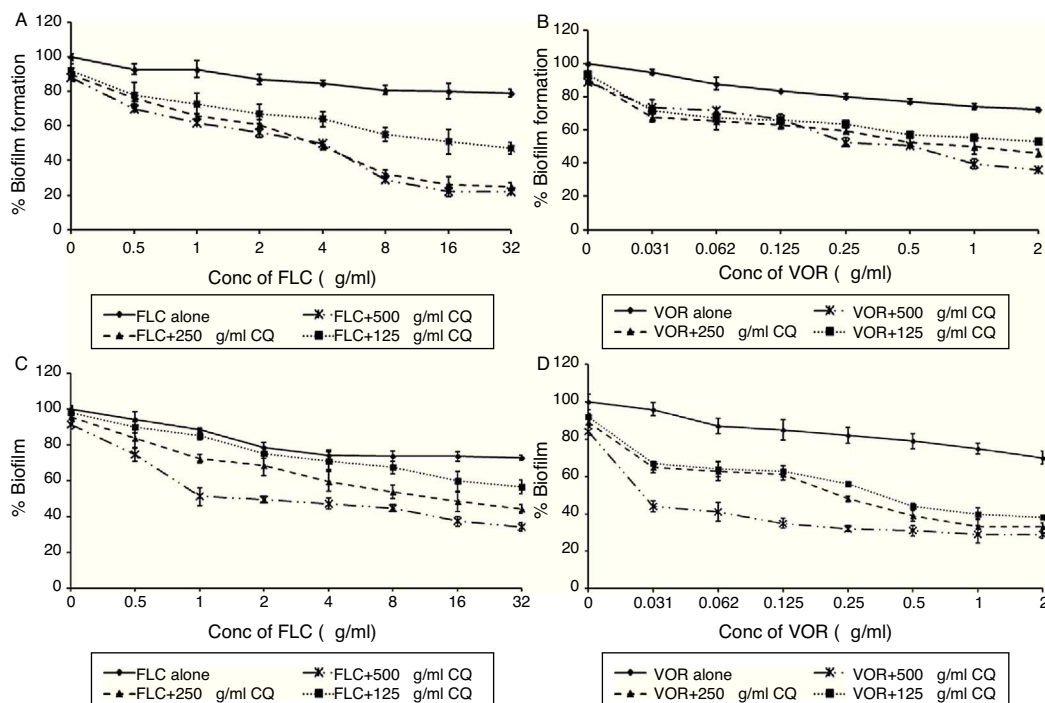 A
120
100
80
60
40
20
0
% Biofilm formation
0 0.5 1 2 4 8 16 32
Conc of FLC ( g/ml)
FLC alone FLC+500 g/ml CQ
FLC+250 g/ml CQ FLC+125 g/ml CQ
B
120
100
80
60
40
20
0
% Biofilm formation
0 0.031 0.062 0.125 0.25 0.5 1 2
Conc of VOR ( g/ml)
VOR alone VOR+500 g/ml CQ
VOR+250 g/ml CQ VOR+125 g/ml CQ
C
120
100
80
60
40
20
0
% Biofilm
0 0.5 1 2 4 8 16 32
Conc of FLC ( g/ml)
FLC alone FLC+500 g/ml CQ
FLC+250 g/ml CQ FLC+125 g/ml CQ
D
120
100
80
60
40
20
0
% Biofilm
0 0.031 0.062 0.125 0.25 0.5 1 2
Conc of VOR ( g/ml)
VOR alone VOR+500 g/ml CQ
VOR+250 g/ml CQ VOR+125 g/ml CQ